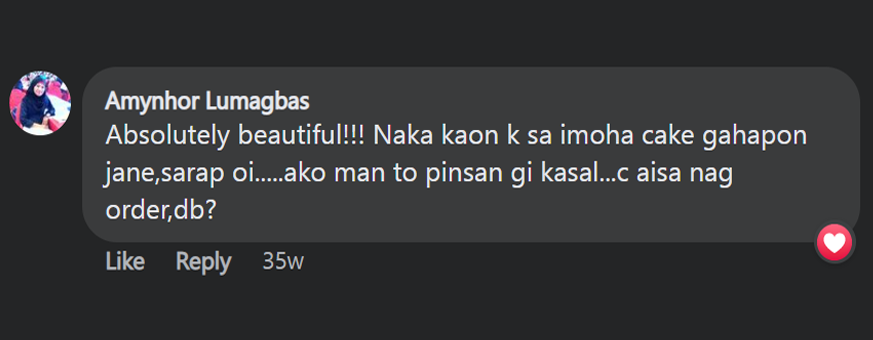 Amynhor Lumagbas
Absolutely beautiful!!! Naka kaon k sa imoha cake gahapon
jane,sarap oi.....ako man to pinsan gi kasal...c aisa nag
order,db?
Like Reply 35w